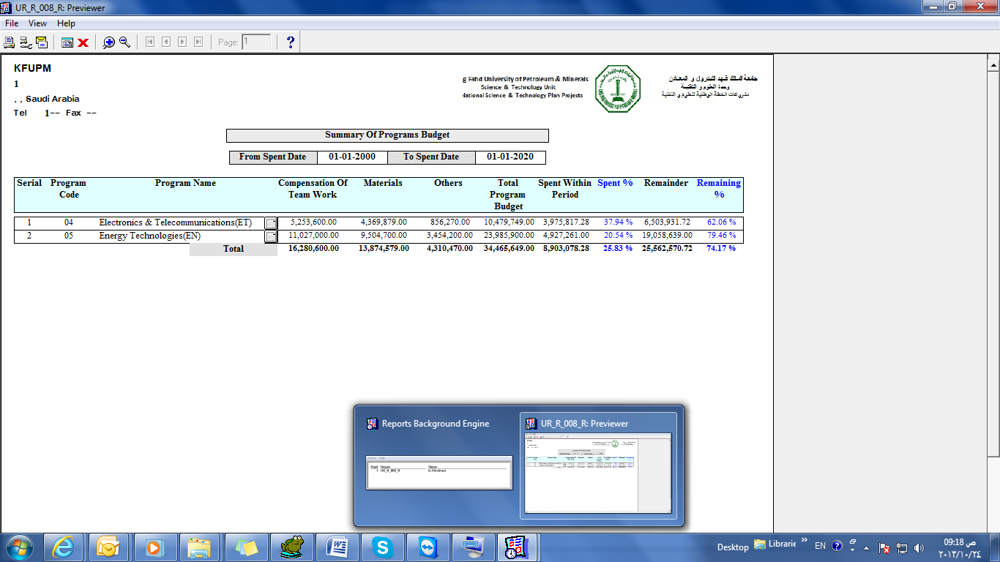 UR_R_008_R: Previewer
File View Help
Page: 1
KFUPM
1
, , Saudi Arabia
Tel 1-- Fax --
g Fahd University of Petroleum & Minerals
Science & Technology Unit
National Science & Technology Plan Projects
جامعة الملك فهد للبترول و المعادن
وحدة العلوم و التقنية
مشروعات الخطة الوطنية للعلوم و التقنية
Summary Of Programs Budget
From Spent Date 01-01-2000 To Spent Date 01-01-2020
Serial Program Program Name Compensation Of Materials Others Total Spent Within Spent % Remainder Remaining
Code Team Work Program Period %
Budget
1 04 Electronics & Telecommunications(ET) 5,253,600.00 4,369,879.00 856,270.00 10,479,749.00 3,975,817.28 37.94 % 6,503,931.72 62.06 %
2 05 Energy Technologies(EN) 11,027,000.00 9,504,700.00 3,454,200.00 23,985,900.00 4,927,261.00 20.54 % 19,058,639.00 79.46 %
Total 16,280,600.00 13,874,579.00 4,310,470.00 34,465,649.00 8,903,078.28 25.83 % 25,562,570.72 74.17 %
Reports Background Engine UR_R_008_R: Previewer
Desktop Librarie EN
09:18 ص
٢٠١٣/١٠/٢٤